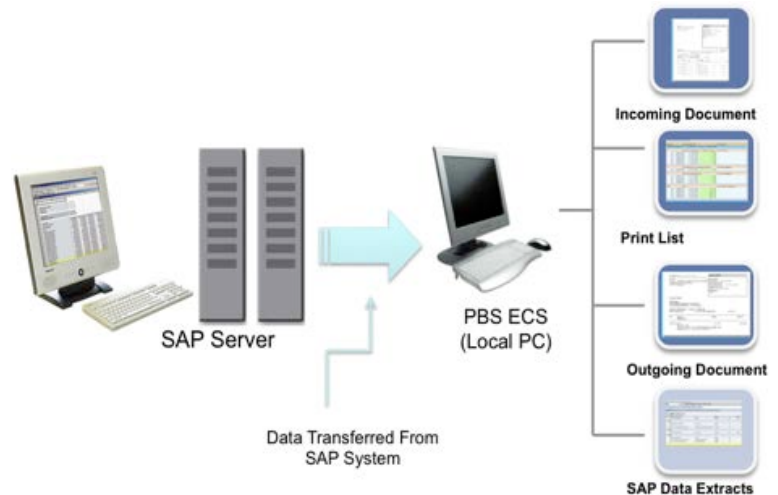 Incoming Document
Print List
SAP Server
PBS ECS
(Local PC)
Outgoing Document
Data Transferred From
SAP System
SAP Data Extracts